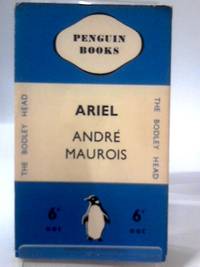 PENGUIN
BOOKS
ARIEL
ANDRÉ
MAUROIS
THE BODLEY HEAD
THE BODLEY HEAD
6D
NET
6D
NET